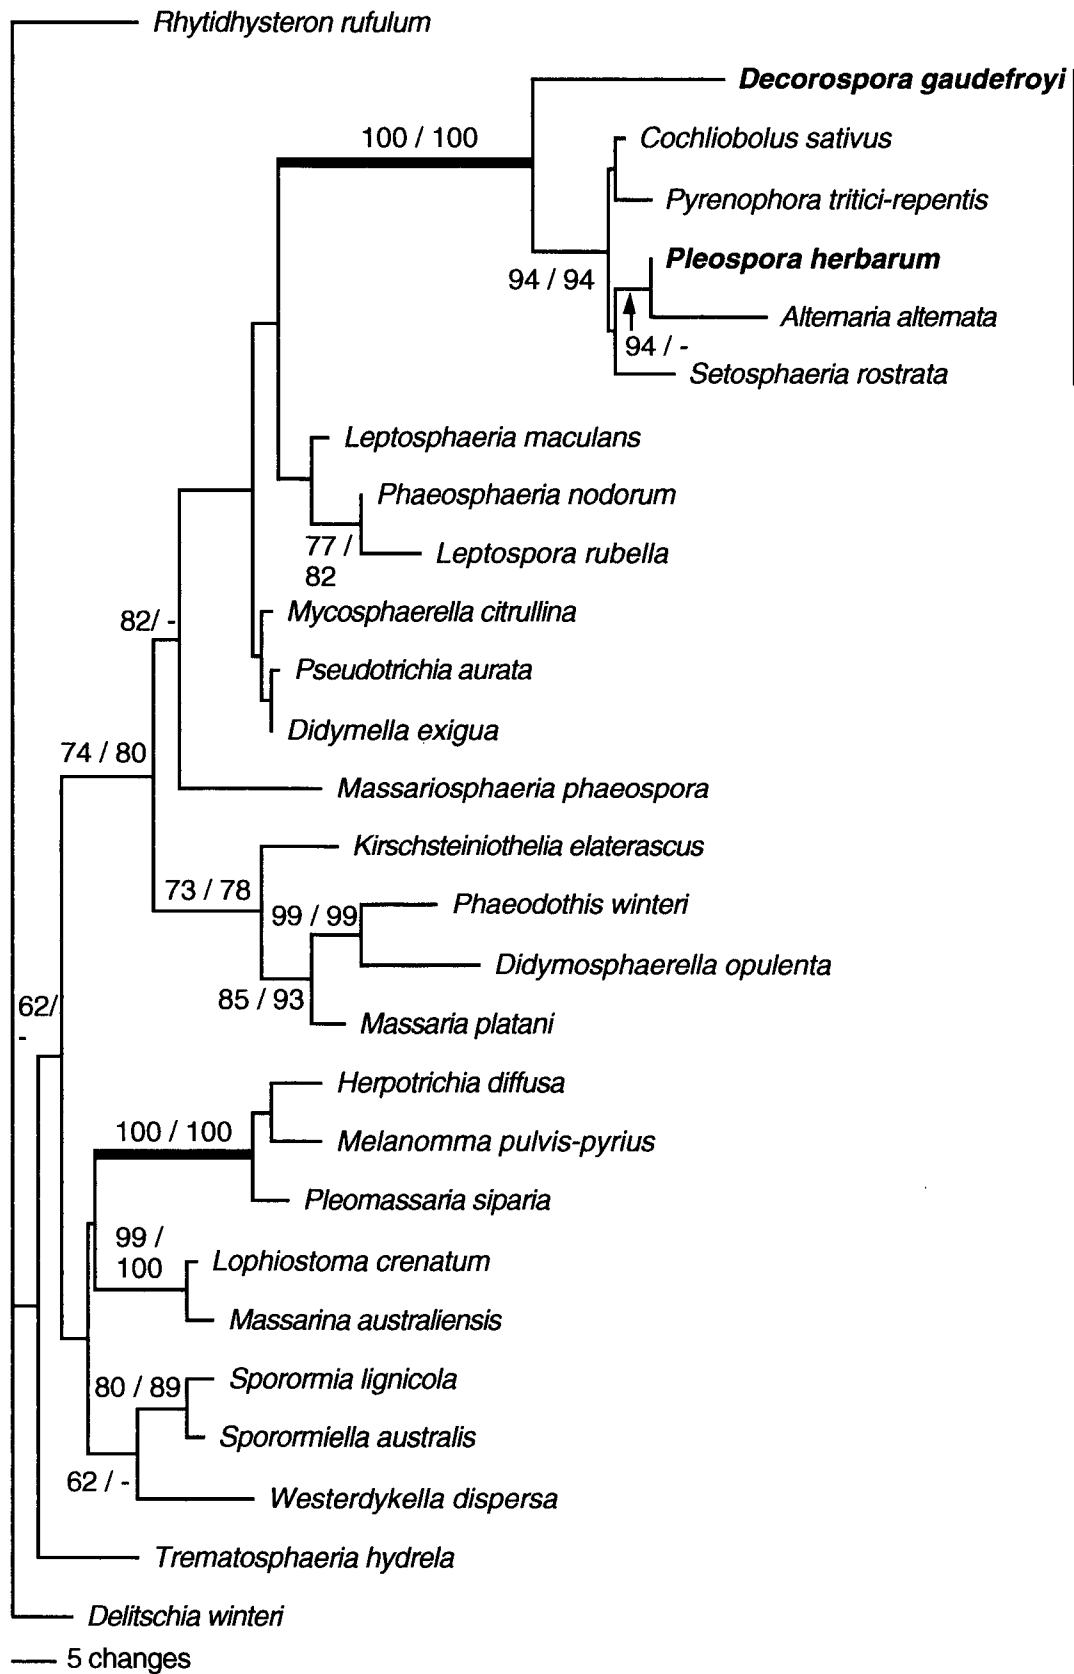 Rhytidhysteron rufulum
Decorospora gaudefroyi
100 / 100
Cochliobolus sativus
Pyrenophora tritici-repentis
Pleospora herbarum
94 / 94
Alternaria alternata
94 / -
Setosphaeria rostrata
Leptosphaeria maculans
Phaeosphaeria nodorum
77 /
82
Leptospora rubella
Mycosphaerella citrullina
82/ -
Pseudotrichia aurata
Didymella exigua
74 / 80
Massariosphaeria phaeospora
Kirschsteiniothelia elaterascus
73 / 78
Phaeodothis winteri
99 / 99
Didymosphaerella opulenta
85 / 93
Massaria platani
62/
-
Herpotrichia diffusa
100 / 100
Melanomma pulvis-pyrius
Pleomassaria siparia
99 /
100
Lophiostoma crenatum
Massarina australiensis
Sporormia lignicola
80 / 89
Sporormiella australis
62 / -
Westerdykella dispersa
Trematosphaeria hydrela
Delitschia winteri
5 changes